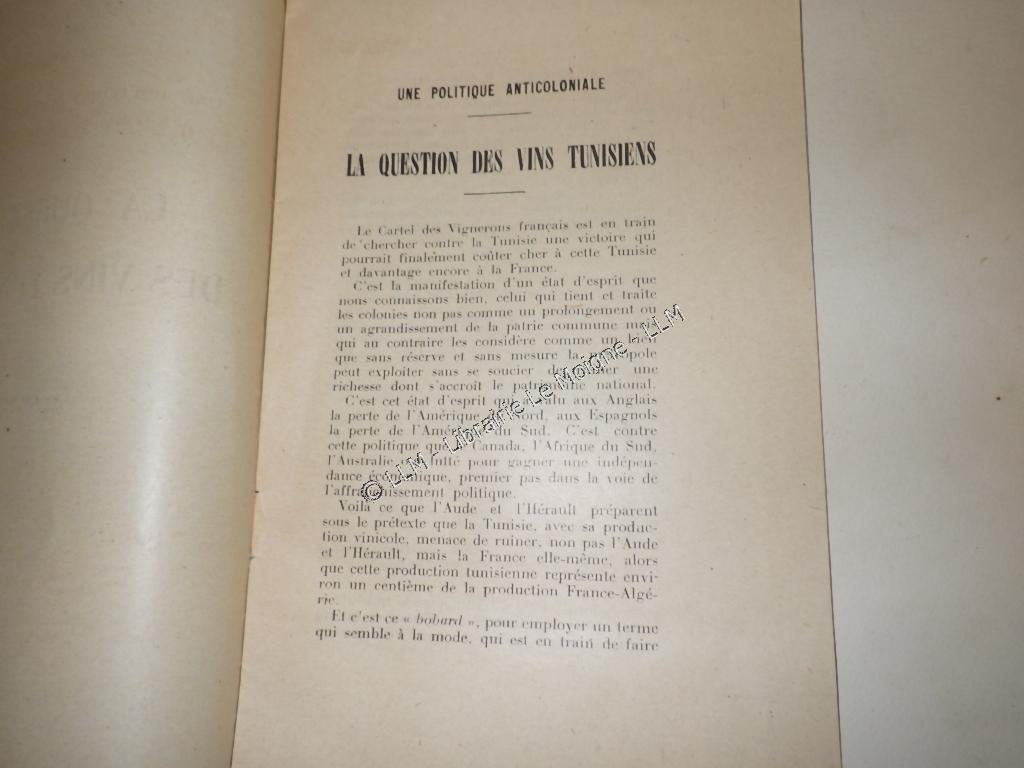 UNE POLITIQUE ANTICOLONIALE
LA QUESTION DES VINS TUNISIENS
Le Cartel des Vignerons français est en train
de chercher contre la Tunisie une victoire qui
pourrait finalement coûter cher à cette Tunisie
et davantage encore à la France.
C'est la manifestation d'un état d'esprit que
nous connaissons bien, celui qui tient et traite
les colonies non pas comme un prolongement ou
un agrandissement de la patrie commune mais
qui au contraire les considère comme un bien
que sans réserve et sans mesure la Métropole
peut exploiter sans se soucier de une
richesse dont s'accroît le patrimoine national.
C'est cet état d'esprit qui a valu aux Anglais
la perte de l'Amérique du Nord, aux Espagnols
la perte de l'Amérique du Sud. C'est contre
cette politique que le Canada, l'Afrique du Sud,
l'Australie ont lutté pour gagner une indépen-
dance économique, premier pas dans la voie de
l'affranchissement politique.
Voilà ce que l'Aude et l'Hérault préparent
sous le prétexte que la Tunisie, avec sa produc-
tion vinicole, menace de ruiner, non pas l'Aude
et l'Hérault, mais la France elle-même, alors
que cette production tunisienne représente envi-
ron un centième de la production France-Algé-
rie.
Et c'est ce « bobard », pour employer un terme
qui semble à la mode, qui est en train de faire
© LLM - Librairie Le Moione - LLM
LA QUE
DES VINS T